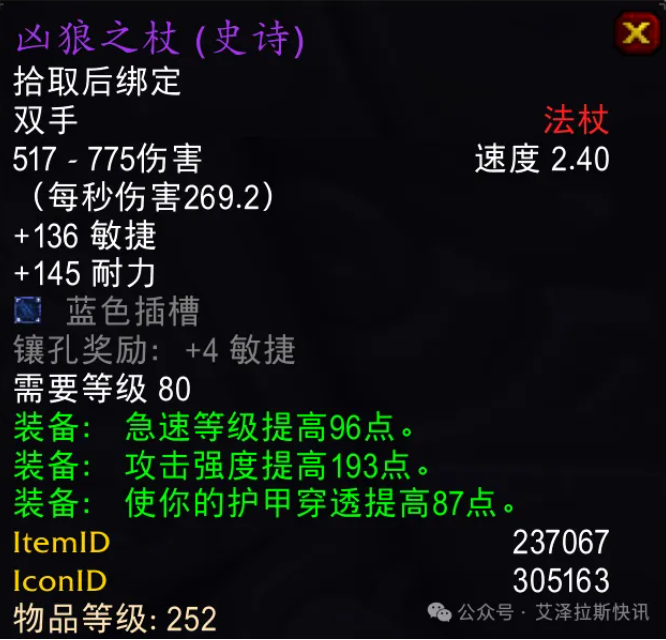 凶狼之杖 (史诗)
拾取后绑定
双手 法杖
517 - 775伤害 速度 2.40
（每秒伤害269.2）
+136 敏捷
+145 耐力
蓝色插槽
镶孔奖励: +4 敏捷
需要等级 80
装备: 急速等级提高96点。
装备: 攻击强度提高193点。
装备: 使你的护甲穿透提高87点。
ItemID 237067
IconID 305163
物品等级: 252
公众号 · 艾泽拉斯快讯